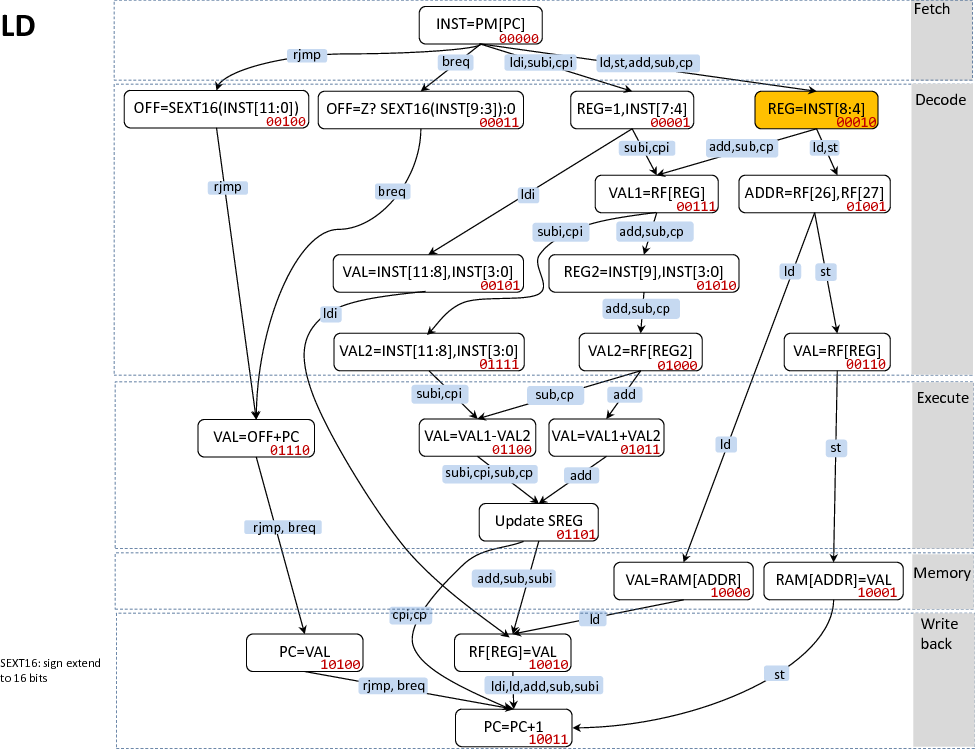 LD
Fetch
INST=PM[PC]
00000
rjmp
breq
ldi,subi,cpi
ld,st,add,sub,cp
Decode
OFF=SEXT16(INST[11:0])
00100
OFF=Z? SEXT16(INST[9:3]):0
00011
REG=1,INST[7:4]
00001
REG=INST[8:4]
00010
subi,cpi
add,sub,cp
ld,st
rjmp
breq
ldi
VAL1=RF[REG]
00111
ADDR=RF[26],RF[27]
01001
subi,cpi
add,sub,cp
VAL=INST[11:8],INST[3:0]
00101
REG2=INST[9],INST[3:0]
01010
ld
st
ldi
add,sub,cp
VAL2=INST[11:8],INST[3:0]
01111
VAL2=RF[REG2]
01000
VAL=RF[REG]
00110
Execute
subi,cpi
sub,cp
add
VAL=OFF+PC
01110
VAL=VAL1-VAL2
01100
VAL=VAL1+VAL2
01011
ld
st
subi,cpi,sub,cp
add
Update SREG
01101
rjmp, breq
Memory
add,sub,subi
VAL=RAM[ADDR]
10000
RAM[ADDR]=VAL
10001
cpi,cp
ld
Write
back
PC=VAL
10100
RF[REG]=VAL
10010
SEXT16: sign extend
to 16 bits
rjmp, breq
ldi,ld,add,sub,subi
st
PC=PC+1
10011